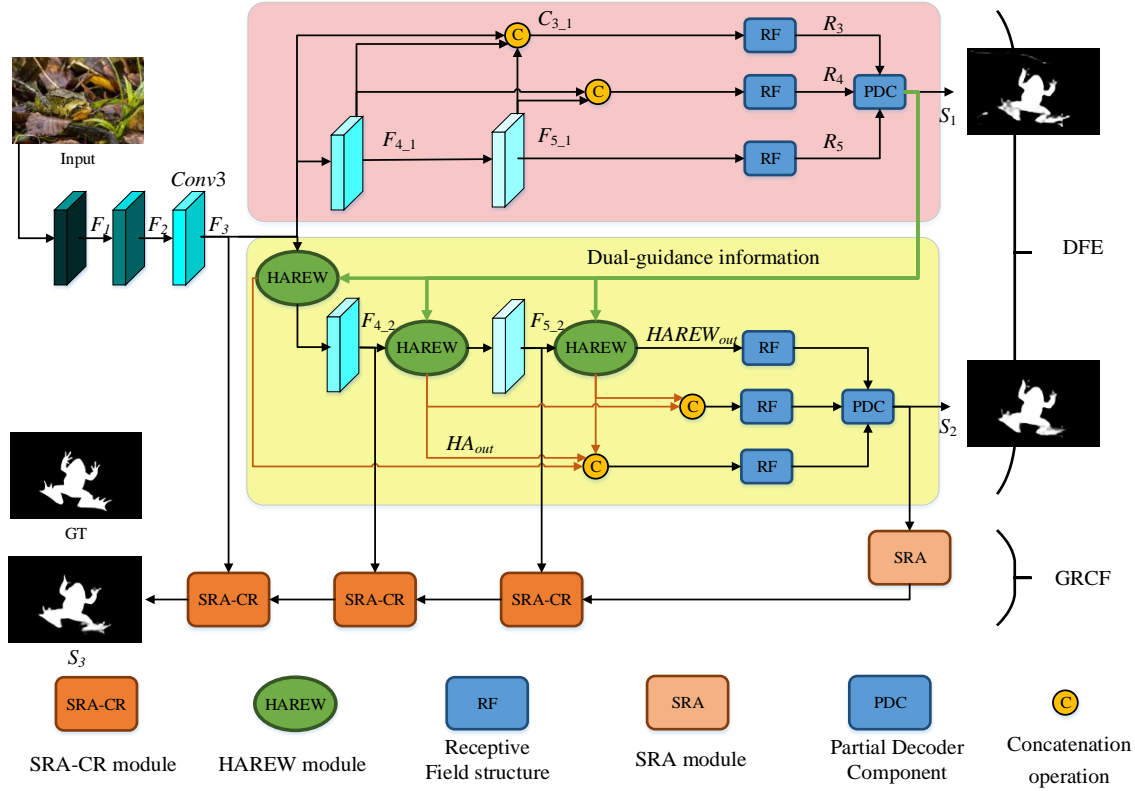 C3_1
RF
R3
C
RF
R4
C
PDC
S1
Input
F4_1
F5_1
RF
R5
Conv3
F1
F2
F3
Dual-guidance information
DFE
HAREW
F4_2
HAREW
F5_2
HAREW
HAREWout
RF
C
RF
PDC
S2
HAout
C
RF
GT
SRA
GRCF
SRA-CR
SRA-CR
SRA-CR
S3
SRA-CR
HAREW
RF
SRA
PDC
C
SRA-CR module
HAREW module
Receptive
Field structure
SRA module
Partial Decoder
Component
Concatenation
operation